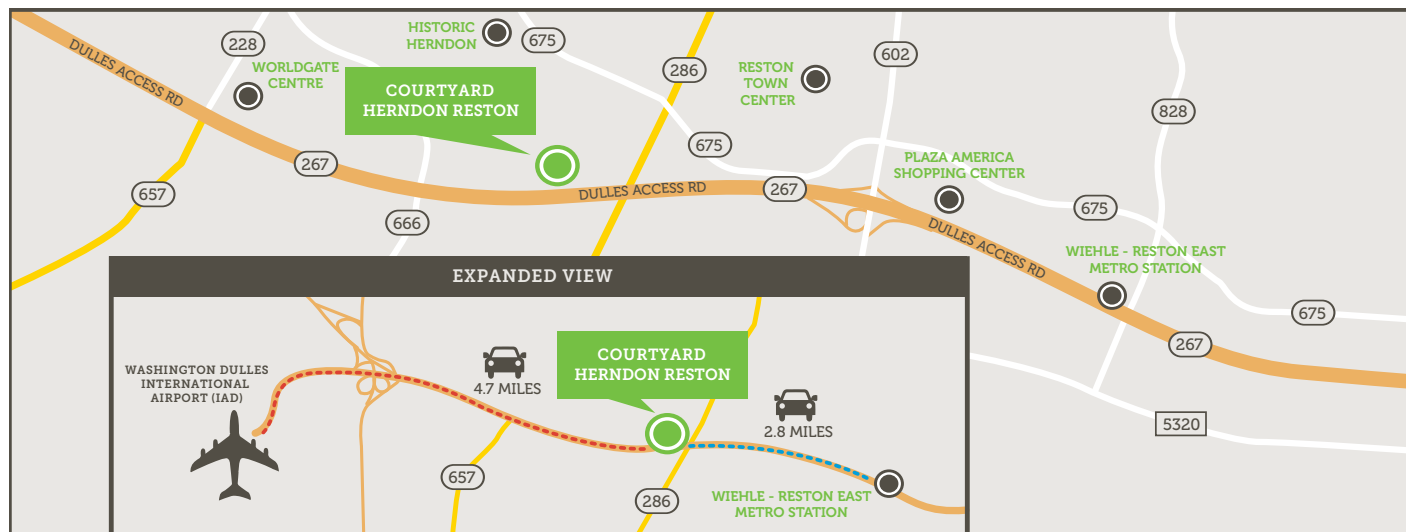 HISTORIC
HERNDON
675
228
602
DULLES ACCESS RD
WORLDGATE
CENTRE
286
RESTON
TOWN
CENTER
COURTYARD
HERNDON RESTON
828
675
267
PLAZA AMERICA
SHOPPING CENTER
657
DULLES ACCESS RD
267
675
666
DULLES ACCESS RD
WIEHLE - RESTON EAST
METRO STATION
675
267
5320
EXPANDED VIEW
WASHINGTON DULLES
INTERNATIONAL
AIRPORT (IAD)
4.7 MILES
COURTYARD
HERNDON RESTON
2.8 MILES
657
286
WIEHLE - RESTON EAST
METRO STATION